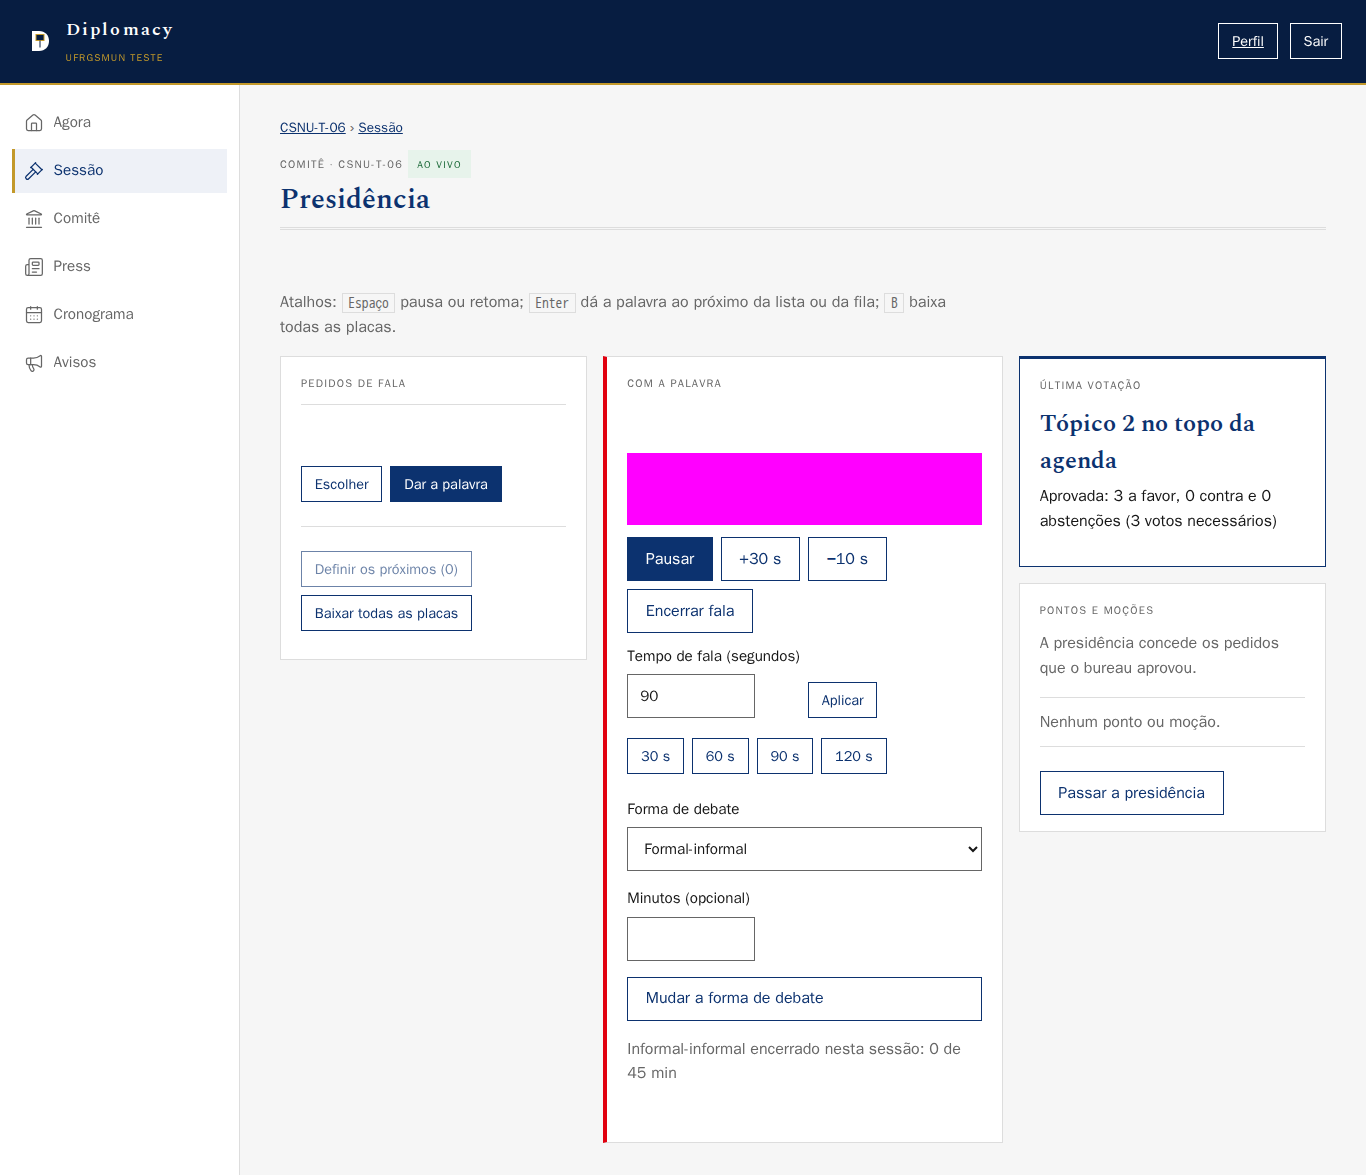 Diplomacy
UFRGSMUN TESTE
Perfil
Sair
Agora
Sessão
Comitê
Press
Cronograma
Avisos
CSNU-T-06 › Sessão
COMITÊ · CSNU-T-06 AO VIVO
Presidência
Atalhos: Espaço pausa ou retoma; Enter dá a palavra ao próximo da lista ou da fila; B baixa
todas as placas.
PEDIDOS DE FALA
Escolher
Dar a palavra
Definir os próximos (0)
Baixar todas as placas
COM A PALAVRA
Pausar
+30 s
−10 s
Encerrar fala
Tempo de fala (segundos)
90
Aplicar
30 s
60 s
90 s
120 s
Forma de debate
Formal-informal
Minutos (opcional)
Mudar a forma de debate
Informal-informal encerrado nesta sessão: 0 de
45 min
ÚLTIMA VOTAÇÃO
Tópico 2 no topo da
agenda
Aprovada: 3 a favor, 0 contra e 0
abstenções (3 votos necessários)
PONTOS E MOÇÕES
A presidência concede os pedidos
que o bureau aprovou.
Nenhum ponto ou moção.
Passar a presidência